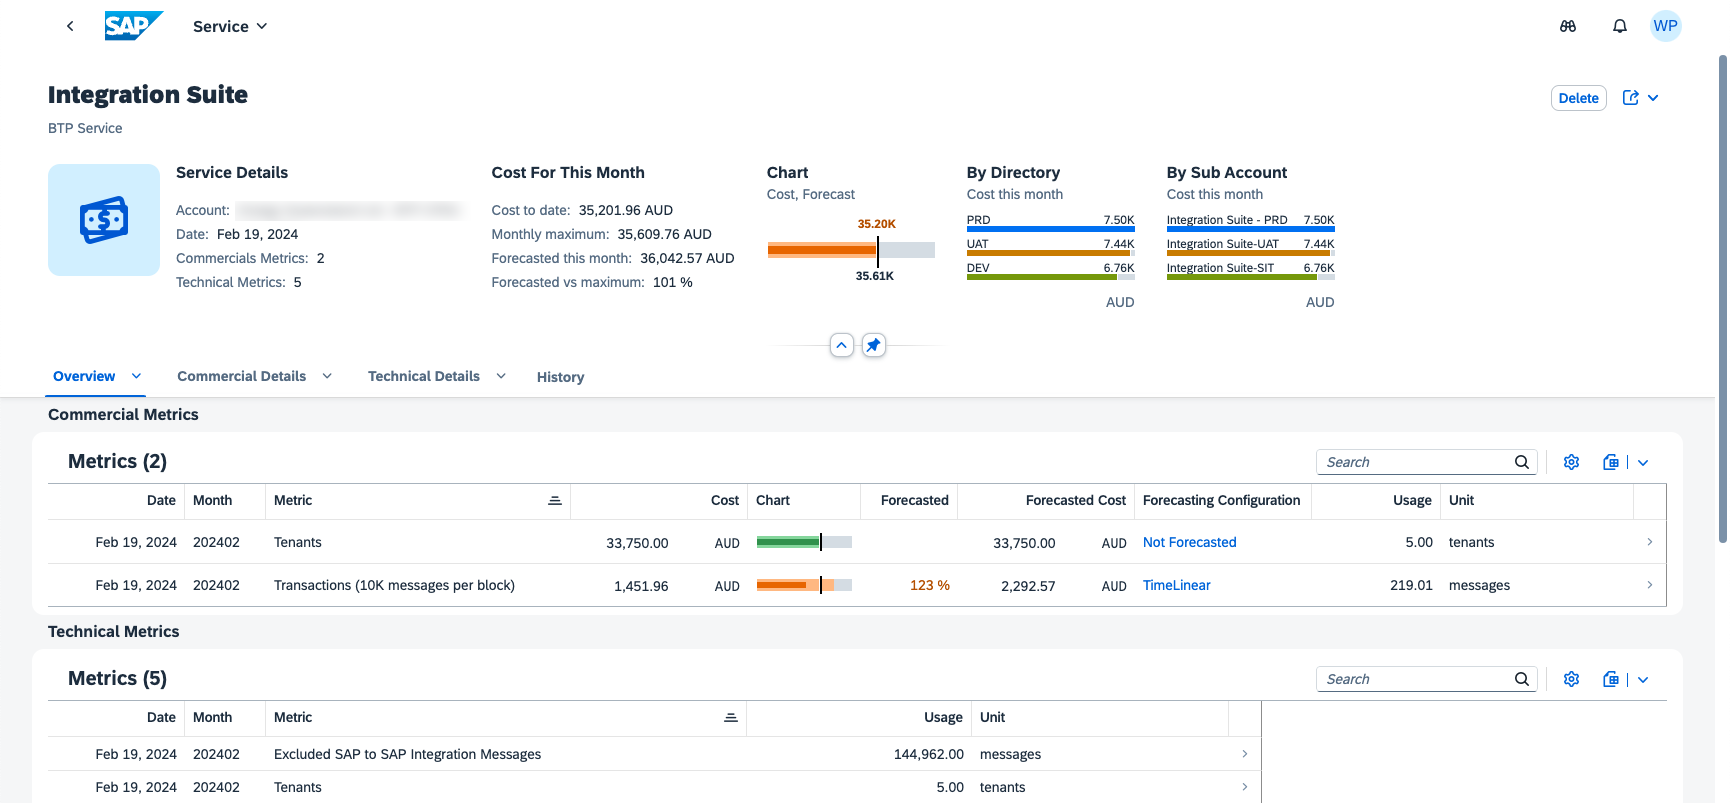 SAP
Service
WP
Integration Suite
BTP Service
Delete
Service Details
Account:
Date: Feb 19, 2024
Commercials Metrics: 2
Technical Metrics: 5
Cost For This Month
Cost to date: 35,201.96 AUD
Monthly maximum: 35,609.76 AUD
Forecasted this month: 36,042.57 AUD
Forecasted vs maximum: 101 %
Chart
Cost, Forecast
35.20K
35.61K
By Directory
Cost this month
PRD 7.50K
UAT 7.44K
DEV 6.76K
AUD
By Sub Account
Cost this month
Integration Suite - PRD 7.50K
Integration Suite-UAT 7.44K
Integration Suite-SIT 6.76K
AUD
Overview Commercial Details Technical Details History
Commercial Metrics
Metrics (2)
Search
Date Month Metric Cost Chart Forecasted Forecasted Cost Forecasting Configuration Usage Unit
Feb 19, 2024 202402 Tenants 33,750.00 AUD 33,750.00 AUD Not Forecasted 5.00 tenants
Feb 19, 2024 202402 Transactions (10K messages per block) 1,451.96 AUD 123 % 2,292.57 AUD TimeLinear 219.01 messages
Technical Metrics
Metrics (5)
Search
Date Month Metric Usage Unit
Feb 19, 2024 202402 Excluded SAP to SAP Integration Messages 144,962.00 messages
Feb 19, 2024 202402 Tenants 5.00 tenants